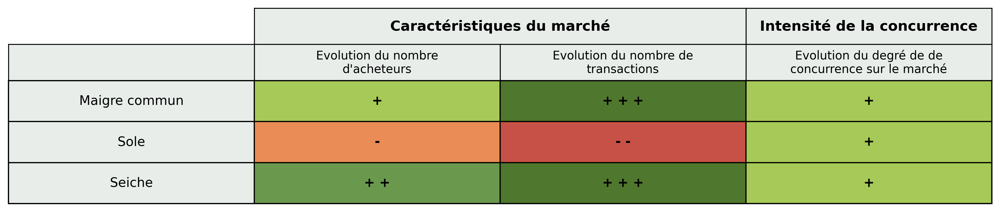 Caractéristiques du marché
Intensité de la concurrence
Evolution du nombre
d'acheteurs
Evolution du nombre de
transactions
Evolution du degré de de
concurrence sur le marché
Maigre commun
+
+ + +
+
Sole
-
- -
+
Seiche
+ +
+ + +
+